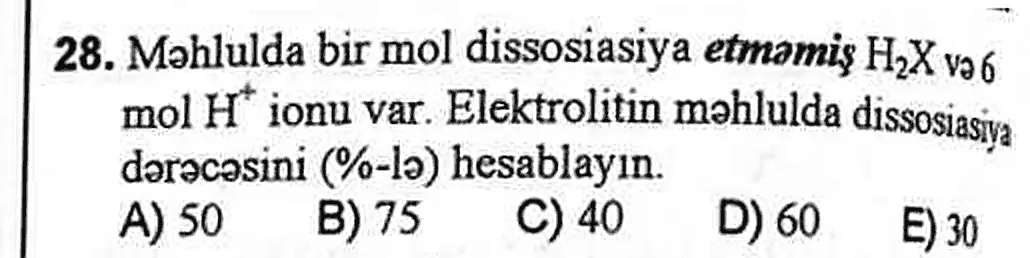 28. Məhlulda bir mol dissosiasiya etməmiş H₂X və 6
mol H⁺ ionu var. Elektrolitin məhlulda dissosiasiya
dərəcəsini (%-lə) hesablayın.
A) 50 B) 75 C) 40 D) 60 E) 30